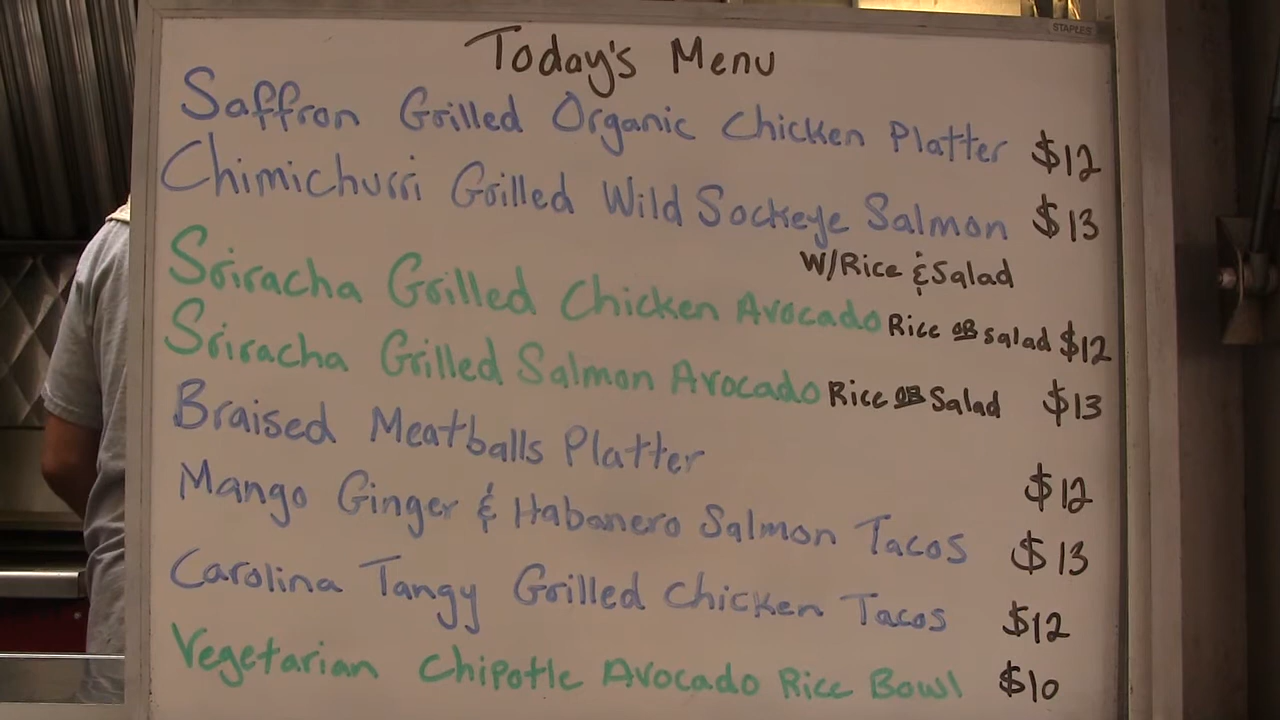 STAPLES
Today's Menu
Saffron Grilled Organic Chicken Platter $12
Chimichurri Grilled Wild Sockeye Salmon $13
W/Rice & Salad
Sriracha Grilled Chicken Avocado Rice OR Salad $12
Sriracha Grilled Salmon Avocado Rice OR Salad $13
Braised Meatballs Platter $12
Mango Ginger & Habanero Salmon Tacos $13
Carolina Tangy Grilled Chicken Tacos $12
Vegetarian Chipotle Avocado Rice Bowl $10